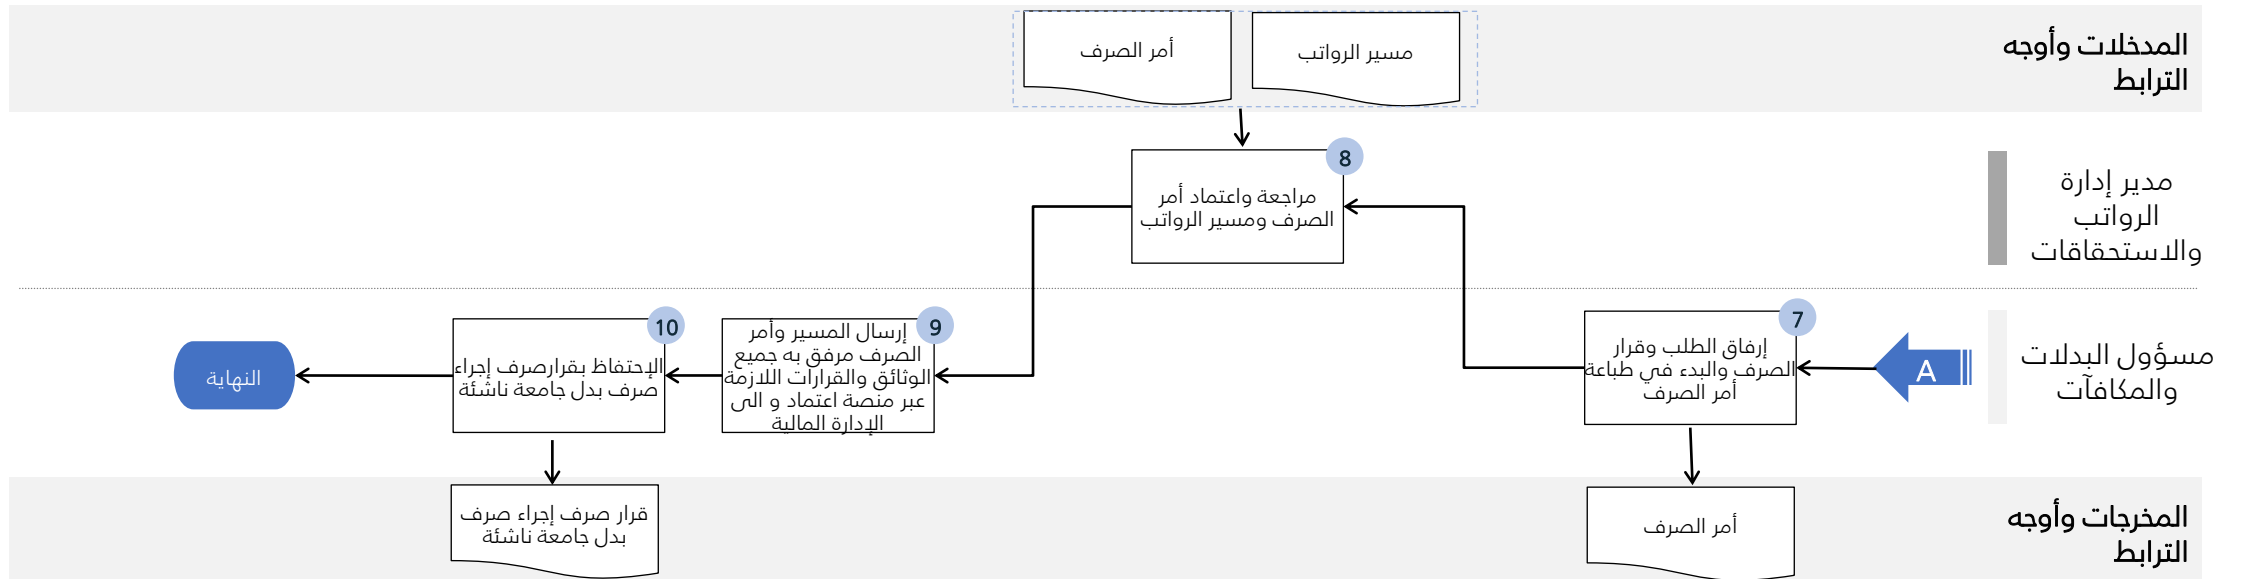 المدخلات وأوجه
الترابط
مسير الرواتب
أمر الصرف
مدير إدارة
الرواتب
والاستحقاقات
8
مراجعة واعتماد أمر
الصرف ومسير الرواتب
مسؤول البدلات
والمكافآت
A
7
إرفاق الطلب وقرار
الصرف والبدء في طباعة
أمر الصرف
9
إرسال المسير وأمر
الصرف مرفق به جميع
الوثائق والقرارات اللازمة
عبر منصة اعتماد و الى
الإدارة المالية
10
الإحتفاظ بقرارصرف إجراء
صرف بدل جامعة ناشئة
النهاية
المخرجات وأوجه
الترابط
أمر الصرف
قرار صرف إجراء صرف
بدل جامعة ناشئة